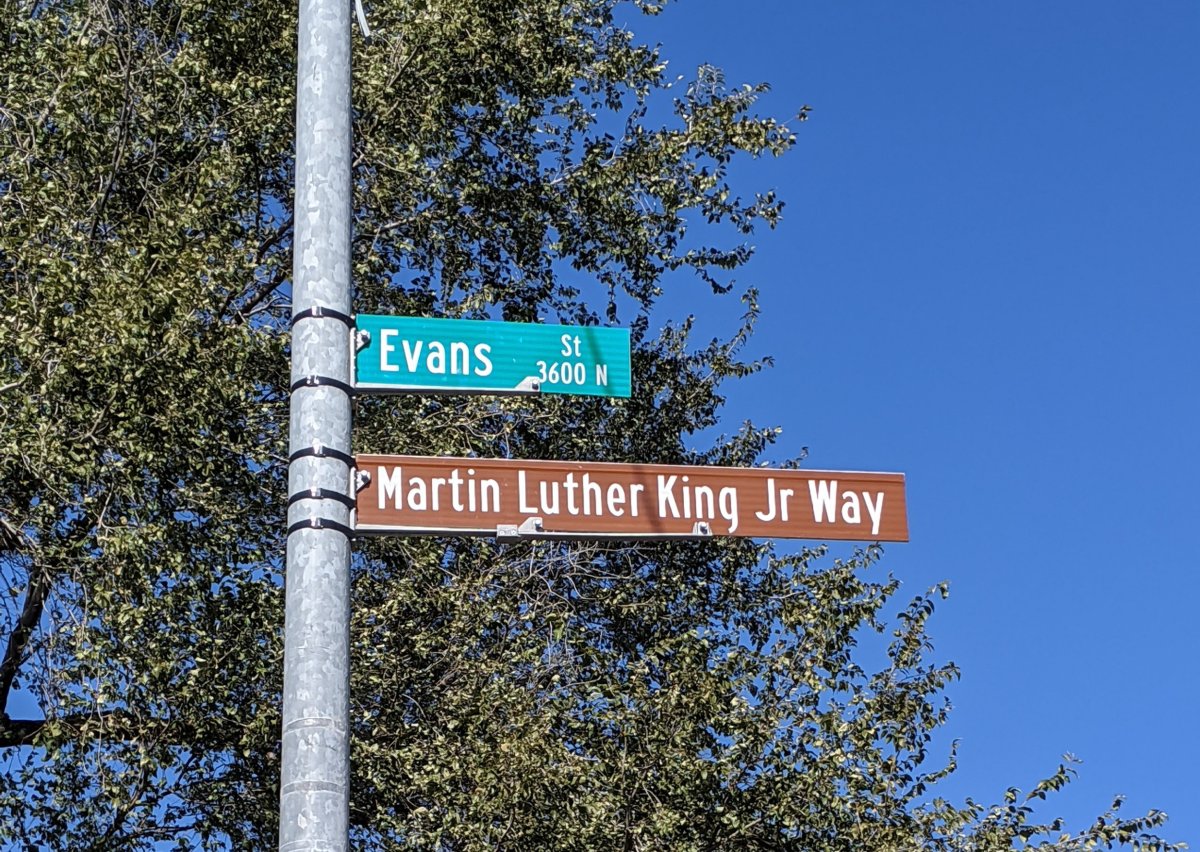 Evans St
3600 N
Martin Luther King Jr Way